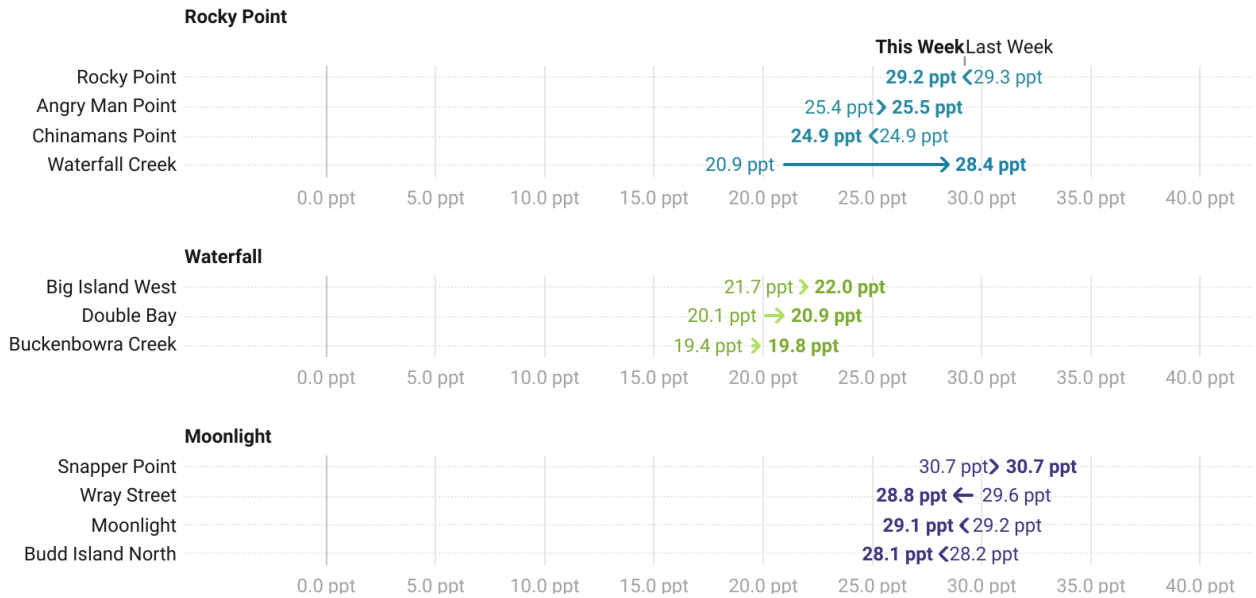 Rocky Point
This Week Last Week
Rocky Point 29.2 ppt 29.3 ppt
Angry Man Point 25.4 ppt 25.5 ppt
Chinamans Point 24.9 ppt 24.9 ppt
Waterfall Creek 20.9 ppt 28.4 ppt
0.0 ppt 5.0 ppt 10.0 ppt 15.0 ppt 20.0 ppt 25.0 ppt 30.0 ppt 35.0 ppt 40.0 ppt
Waterfall
Big Island West 21.7 ppt 22.0 ppt
Double Bay 20.1 ppt 20.9 ppt
Buckenbowra Creek 19.4 ppt 19.8 ppt
0.0 ppt 5.0 ppt 10.0 ppt 15.0 ppt 20.0 ppt 25.0 ppt 30.0 ppt 35.0 ppt 40.0 ppt
Moonlight
Snapper Point 30.7 ppt 30.7 ppt
Wray Street 28.8 ppt 29.6 ppt
Moonlight 29.1 ppt 29.2 ppt
Budd Island North 28.1 ppt 28.2 ppt
0.0 ppt 5.0 ppt 10.0 ppt 15.0 ppt 20.0 ppt 25.0 ppt 30.0 ppt 35.0 ppt 40.0 ppt